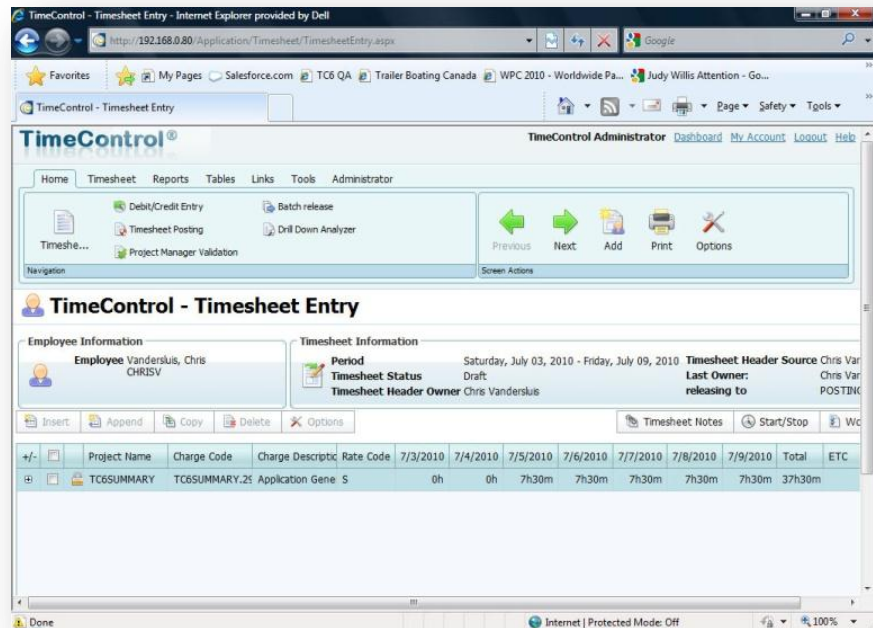 TimeControl - Timesheet Entry - Internet Explorer provided by Dell
http://192.168.0.80/Application/Timesheet/TimesheetEntry.aspx
Google
Favorites My Pages Salesforce.com TC6 QA Trailer Boating Canada WPC 2010 - Worldwide Pa... Judy Willis Attention - Go...
TimeControl - Timesheet Entry
Page Safety Tools
TimeControl® TimeControl Administrator Dashboard My Account Logout Help
Home Timesheet Reports Tables Links Tools Administrator
Debit/Credit Entry Batch release
Timesheet Posting Drill Down Analyzer
Project Manager Validation
Timeshe... Previous Next Add Print Options
Navigation Screen Actions
TimeControl - Timesheet Entry
Employee Information Timesheet Information
Employee Vandersluis, Chris Period Saturday, July 03, 2010 - Friday, July 09, 2010 Timesheet Header Source Chris Var
CHRISV Timesheet Status Draft Last Owner: Chris Var
Timesheet Header Owner Chris Vandersluis releasing to POSTING
Insert Append Copy Delete Options Timesheet Notes Start/Stop Wo
+/- Project Name Charge Code Charge Descriptic Rate Code 7/3/2010 7/4/2010 7/5/2010 7/6/2010 7/7/2010 7/8/2010 7/9/2010 Total ETC
TC6SUMMARY TC6SUMMARY.29 Application Gene S 0h 0h 7h30m 7h30m 7h30m 7h30m 7h30m 37h30m
Done Internet | Protected Mode: Off 100%